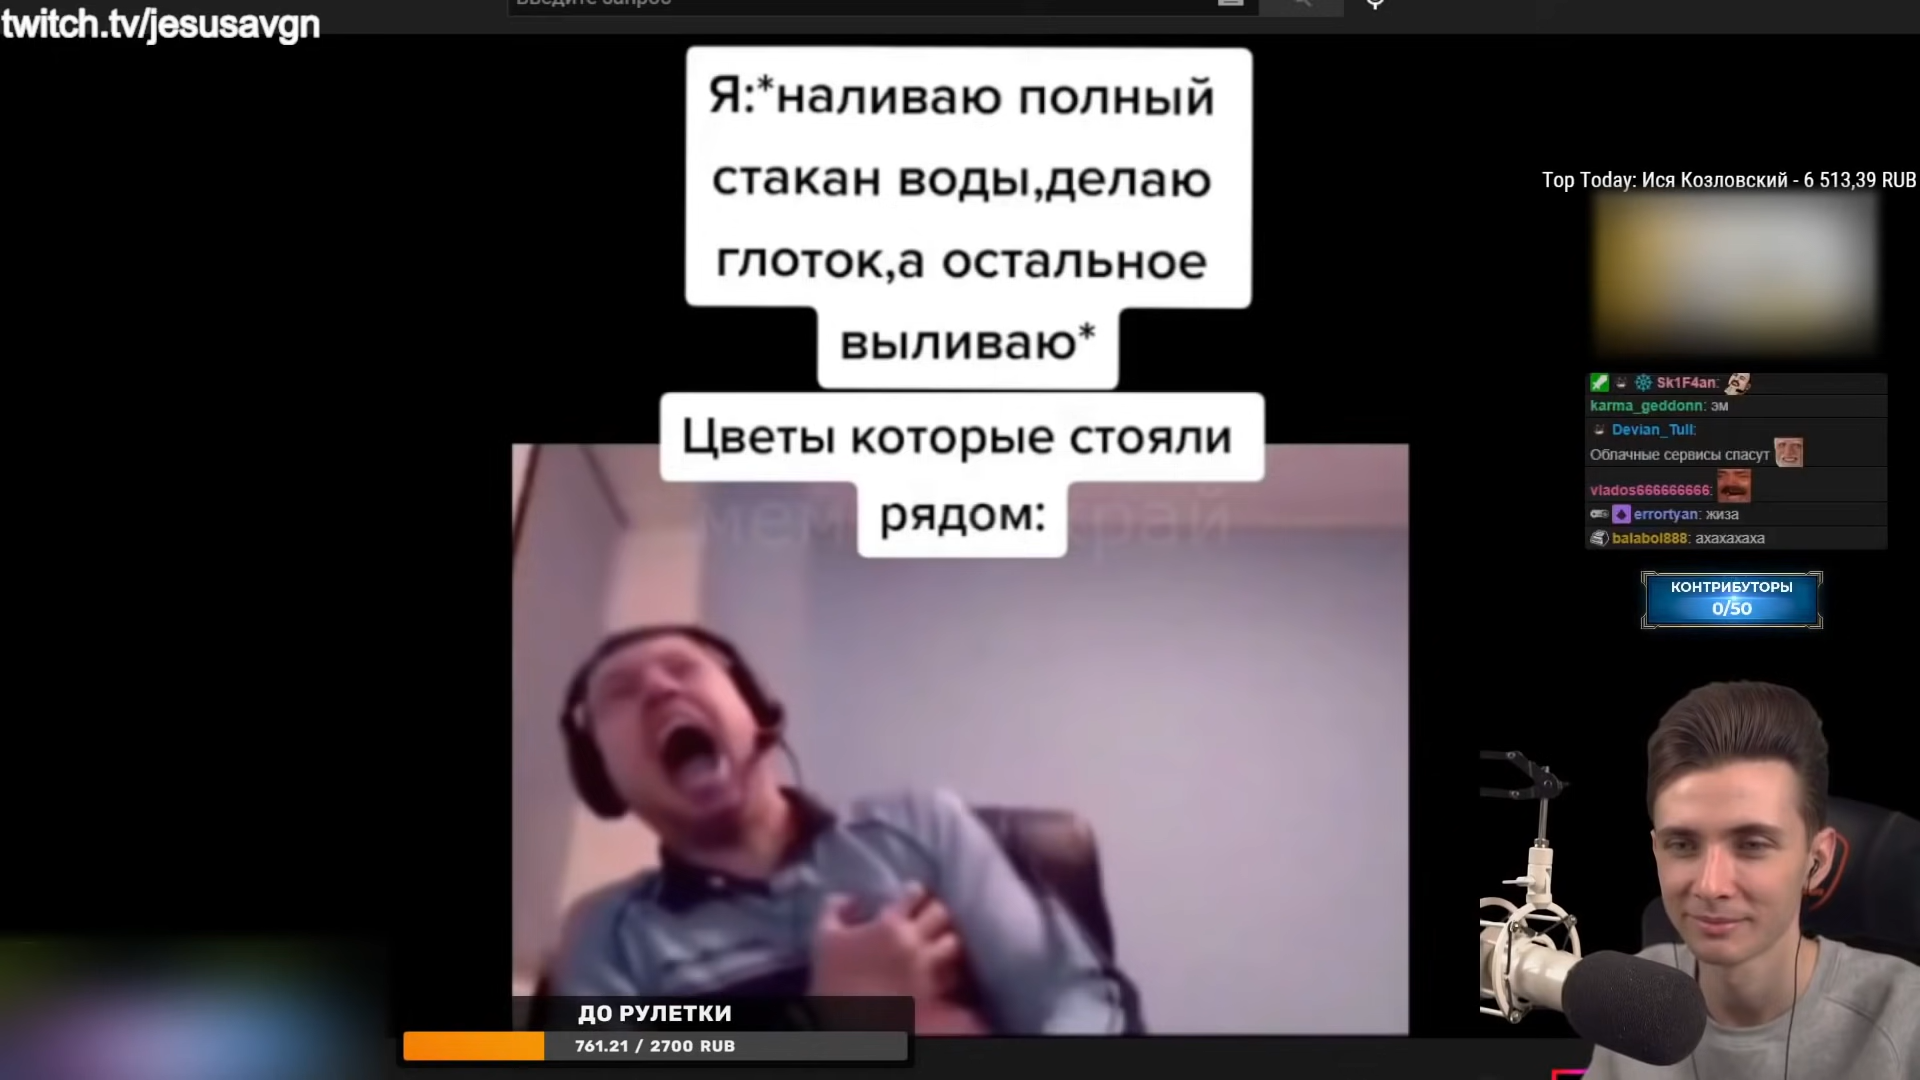 Введите запрос
twitch.tv/jesusavgn
Я:*наливаю полный
стакан воды,делаю
глоток,а остальное
выливаю*
Цветы которые стояли
рядом:
Top Today: Ися Козловский - 6 513,39 RUB
Sk1F4an:
karma_geddonn: эм
Devian_Tull:
Облачные сервисы спасут
vlados666666666:
errortyan: жиза
balabol888: ахахахаха
КОНТРИБУТОРЫ
0/50
ДО РУЛЕТКИ
761.21 / 2700 RUB